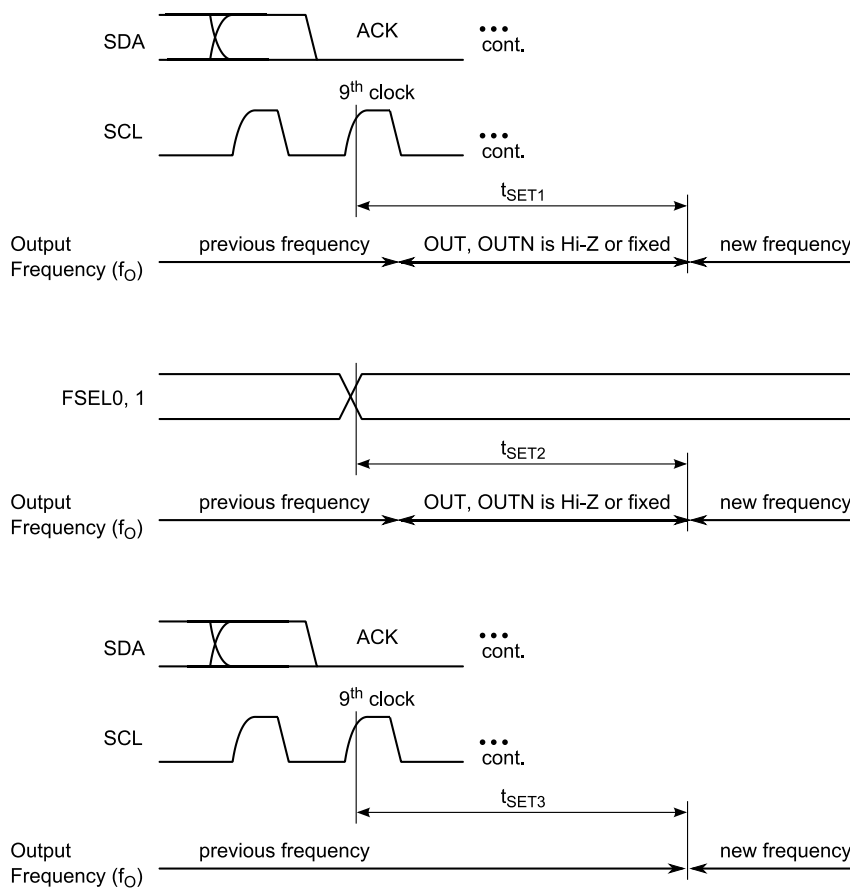 SDA
ACK
•••
cont.
9th clock
SCL
•••
cont.
tSET1
Output
Frequency (fO)
previous frequency
OUT, OUTN is Hi-Z or fixed
new frequency
FSEL0, 1
tSET2
Output
Frequency (fO)
previous frequency
OUT, OUTN is Hi-Z or fixed
new frequency
SDA
ACK
•••
cont.
9th clock
SCL
•••
cont.
tSET3
Output
Frequency (fO)
previous frequency
new frequency